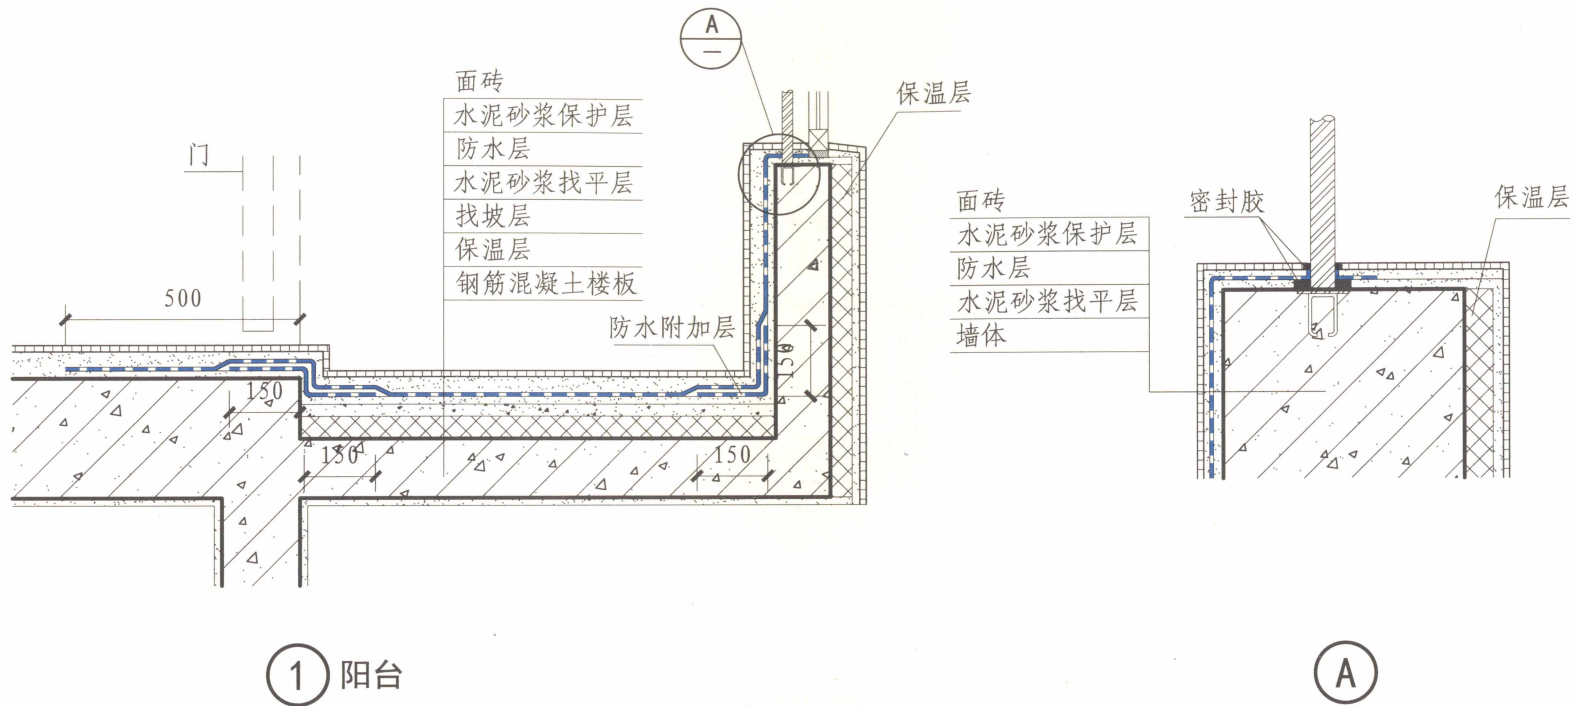 A
—
面砖
水泥砂浆保护层
防水层
水泥砂浆找平层
找坡层
保温层
钢筋混凝土楼板
保温层
门
500
防水附加层
150
150
150
150
1 阳台
面砖
水泥砂浆保护层
防水层
水泥砂浆找平层
墙体
密封胶
保温层
A